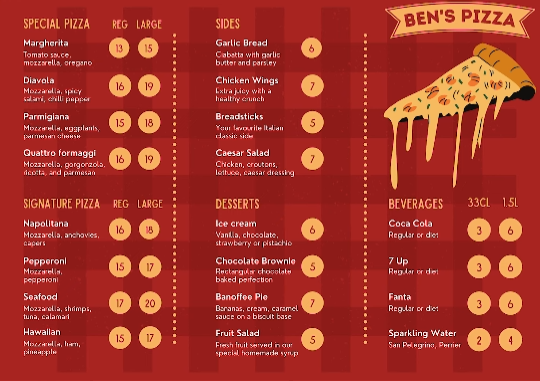 BEN'S PIZZA
SPECIAL PIZZA REG LARGE
Margherita 13 15
Tomato sauce,
mozzarella, oregano
Diavola 16 19
Mozzarella, spicy
salami, chilli pepper
Parmigiana 15 18
Mozzarella, eggplants,
parmesan cheese
Quattro formaggi 16 19
Mozzarella, gorgonzola,
ricotta, and parmesan
SIGNATURE PIZZA REG LARGE
Napolitana 16 18
Mozzarella, anchovies,
capers
Pepperoni 15 17
Mozzarella,
pepperoni
Seafood 17 20
Mozzarella, shrimps,
tuna, calamari
Hawaiian 15 17
Mozzarella, ham,
pineapple
SIDES
Garlic Bread 6
Ciabatta with garlic
butter and parsley
Chicken Wings 7
Extra juicy with a
healthy crunch
Breadsticks 5
Your favourite Italian
classic side
Caesar Salad 7
Chicken, croutons,
lettuce, caesar dressing
DESSERTS
Ice cream 6
Vanilla, chocolate,
strawberry or pistachio
Chocolate Brownie 5
Rectangular chocolate
baked perfection
Banoffee Pie 7
Bananas, cream, caramel
sauce on a biscuit base
Fruit Salad 5
Fresh fruit served in our
special homemade syrup
BEVERAGES 33CL 1.5L
Coca Cola 3 6
Regular or diet
7 Up 3 6
Regular or diet
Fanta 3 6
Regular or diet
Sparkling Water 2 4
San Pelegrino, Perrier